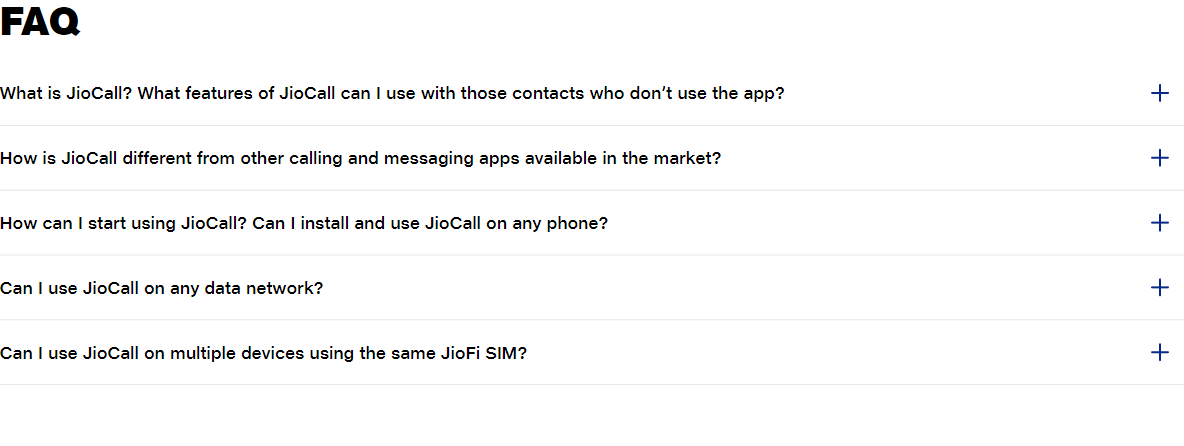 FAQ
What is JioCall? What features of JioCall can I use with those contacts who don’t use the app?
How is JioCall different from other calling and messaging apps available in the market?
How can I start using JioCall? Can I install and use JioCall on any phone?
Can I use JioCall on any data network?
Can I use JioCall on multiple devices using the same JioFi SIM?